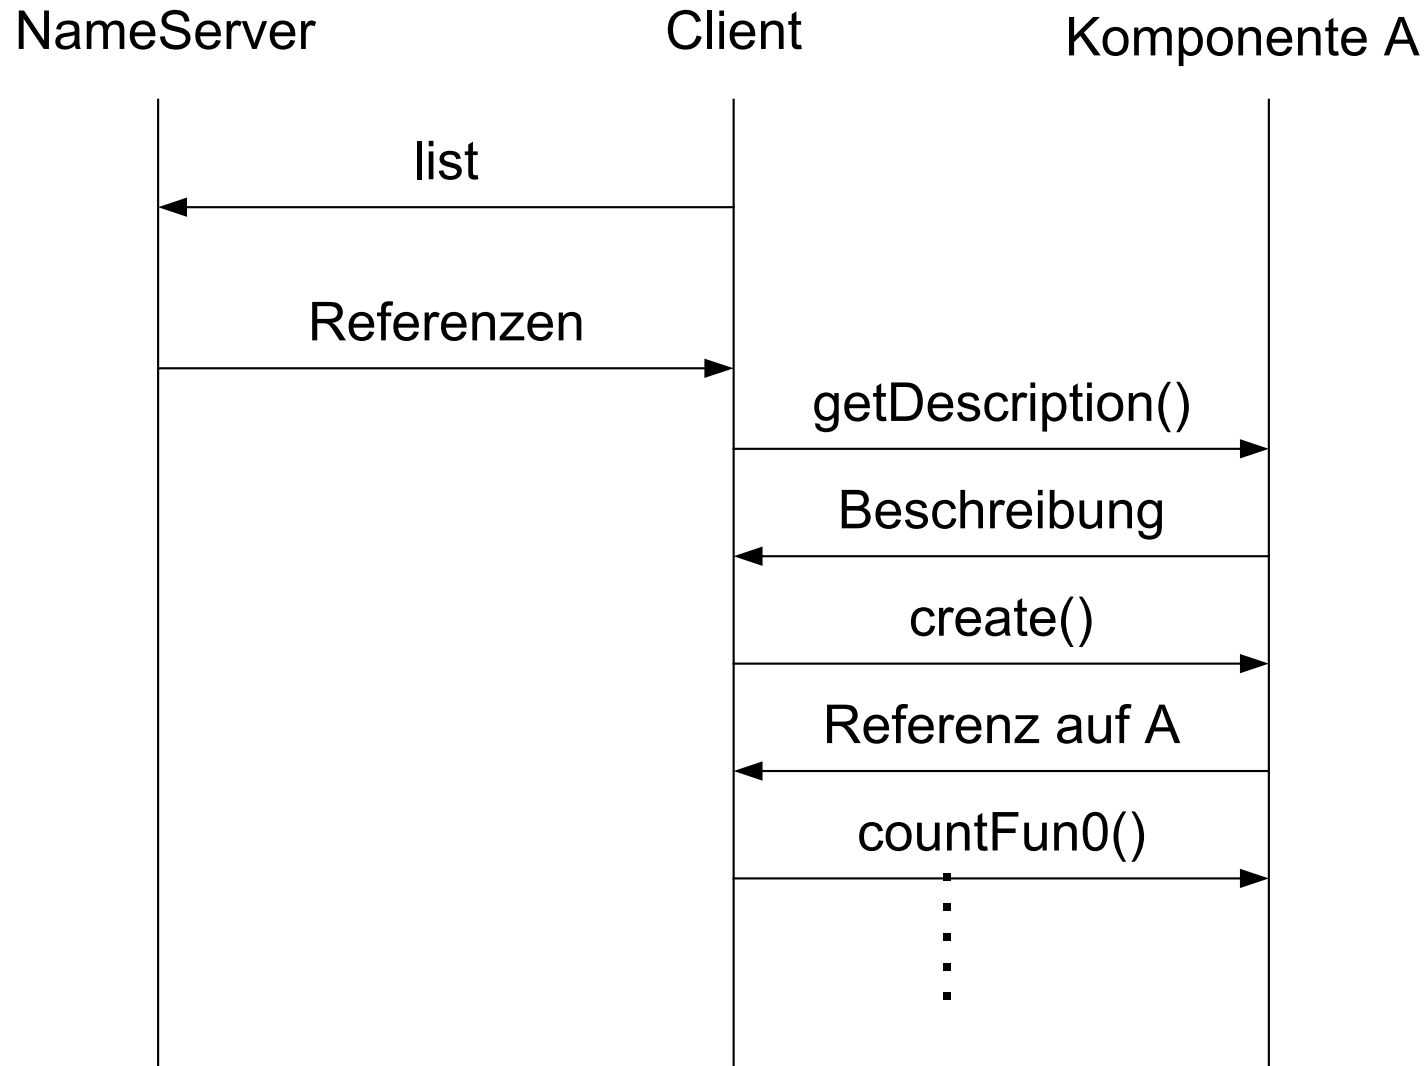 NameServer
Client
Komponente A
list
Referenzen
getDescription()
Beschreibung
create()
Referenz auf A
countFun0()